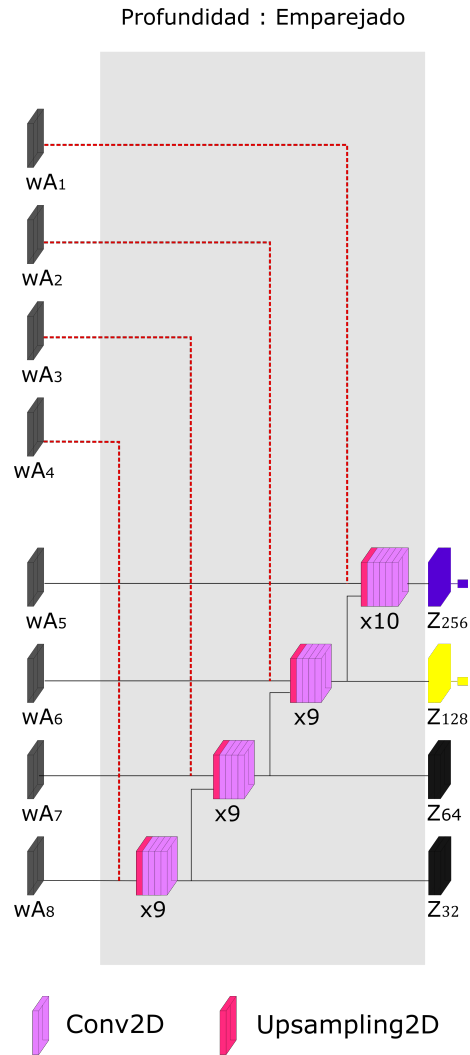 Profundidad : Emparejado
wA1
wA2
wA3
wA4
wA5
x10
Z256
wA6
x9
Z128
wA7
x9
Z64
wA8
x9
Z32
Conv2D
Upsampling2D